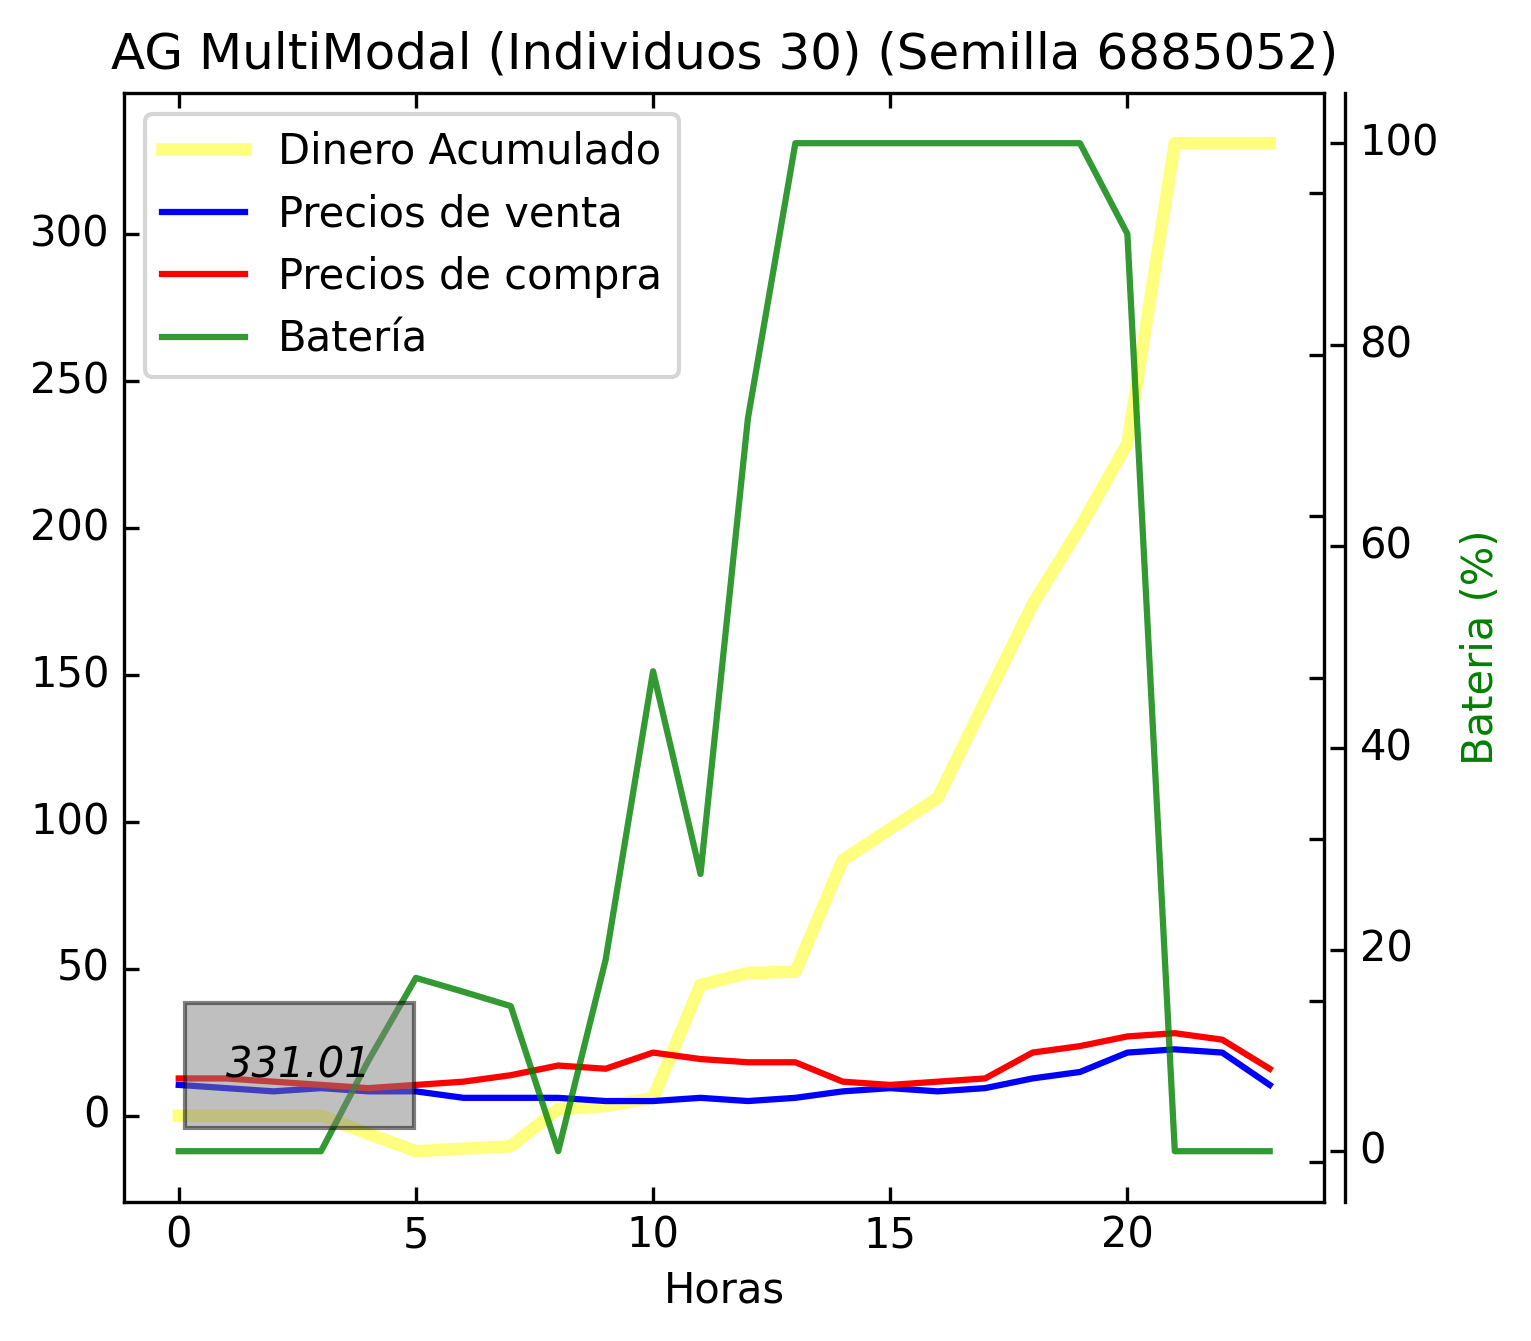 AG MultiModal (Individuos 30) (Semilla 6885052)
Dinero Acumulado
Precios de venta
Precios de compra
Batería
300
250
200
150
100
50
0
331.01
100
80
60
40
20
0
Bateria (%)
0 5 10 15 20
Horas